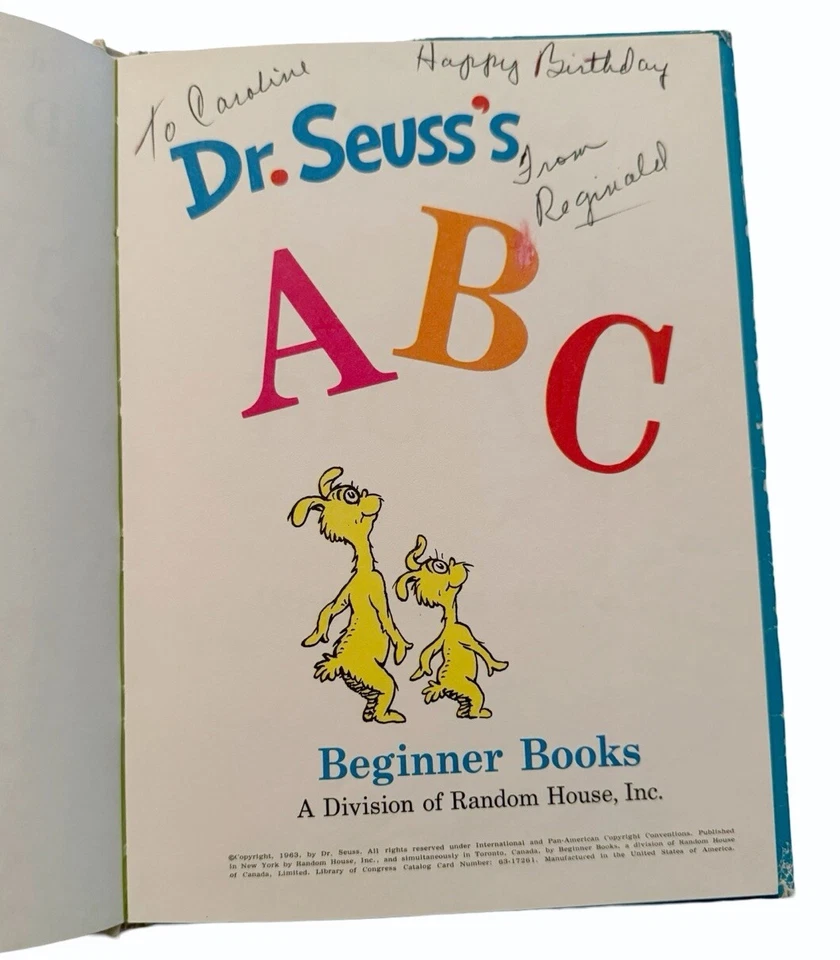 To Caroline
Happy Birthday
Dr. Seuss's
From
Reginald
A B C
Beginner Books
A Division of Random House, Inc.
©Copyright, 1963, by Dr. Seuss. All rights reserved under International and Pan-American Copyright Conventions. Published
in New York by Random House, Inc., and simultaneously in Toronto, Canada, by Beginner Books, a division of Random House
of Canada, Limited. Library of Congress Catalog Card Number: 63-17281. Manufactured in the United States of America.